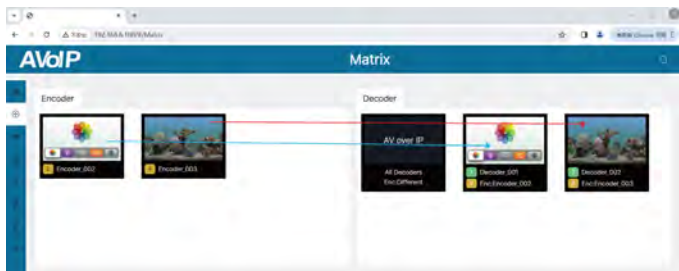 AVoIP
Matrix
Encoder
Decoder
AV over IP
Encoder_002
Encoder_003
All Decoders
Enc:Different
Decoder_001
Enc:Encoder_002
Decoder_002
Enc:Encoder_003